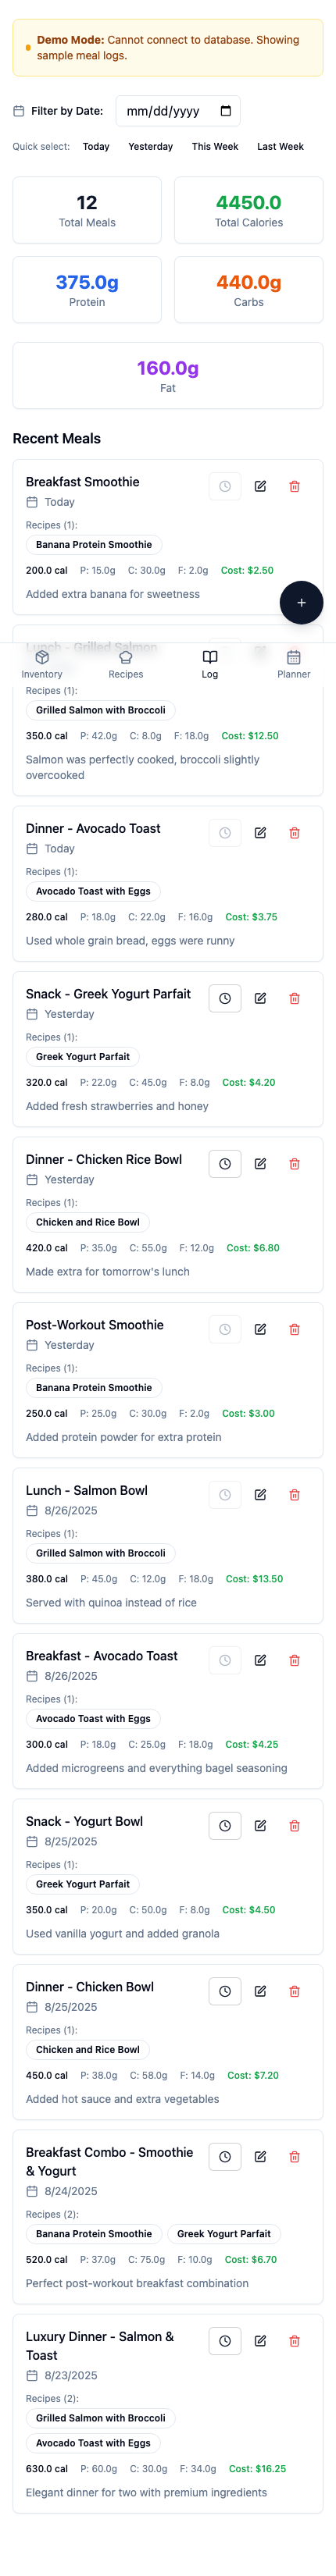 Demo Mode: Cannot connect to database. Showing
sample meal logs.
Filter by Date: mm/dd/yyyy
Quick select: Today Yesterday This Week Last Week
12
Total Meals
4450.0
Total Calories
375.0g
Protein
440.0g
Carbs
160.0g
Fat
Recent Meals
Breakfast Smoothie
Today
Recipes (1):
Banana Protein Smoothie
200.0 cal P: 15.0g C: 30.0g F: 2.0g Cost: $2.50
Added extra banana for sweetness
+
Lunch - Grilled Salmon
Inventory Recipes Log Planner
Recipes (1):
Grilled Salmon with Broccoli
350.0 cal P: 42.0g C: 8.0g F: 18.0g Cost: $12.50
Salmon was perfectly cooked, broccoli slightly
overcooked
Dinner - Avocado Toast
Today
Recipes (1):
Avocado Toast with Eggs
280.0 cal P: 18.0g C: 22.0g F: 16.0g Cost: $3.75
Used whole grain bread, eggs were runny
Snack - Greek Yogurt Parfait
Yesterday
Recipes (1):
Greek Yogurt Parfait
320.0 cal P: 22.0g C: 45.0g F: 8.0g Cost: $4.20
Added fresh strawberries and honey
Dinner - Chicken Rice Bowl
Yesterday
Recipes (1):
Chicken and Rice Bowl
420.0 cal P: 35.0g C: 55.0g F: 12.0g Cost: $6.80
Made extra for tomorrow's lunch
Post-Workout Smoothie
Yesterday
Recipes (1):
Banana Protein Smoothie
250.0 cal P: 25.0g C: 30.0g F: 2.0g Cost: $3.00
Added protein powder for extra protein
Lunch - Salmon Bowl
8/26/2025
Recipes (1):
Grilled Salmon with Broccoli
380.0 cal P: 45.0g C: 12.0g F: 18.0g Cost: $13.50
Served with quinoa instead of rice
Breakfast - Avocado Toast
8/26/2025
Recipes (1):
Avocado Toast with Eggs
300.0 cal P: 18.0g C: 25.0g F: 18.0g Cost: $4.25
Added microgreens and everything bagel seasoning
Snack - Yogurt Bowl
8/25/2025
Recipes (1):
Greek Yogurt Parfait
350.0 cal P: 20.0g C: 50.0g F: 8.0g Cost: $4.50
Used vanilla yogurt and added granola
Dinner - Chicken Bowl
8/25/2025
Recipes (1):
Chicken and Rice Bowl
450.0 cal P: 38.0g C: 58.0g F: 14.0g Cost: $7.20
Added hot sauce and extra vegetables
Breakfast Combo - Smoothie
& Yogurt
8/24/2025
Recipes (2):
Banana Protein Smoothie Greek Yogurt Parfait
520.0 cal P: 37.0g C: 75.0g F: 10.0g Cost: $6.70
Perfect post-workout breakfast combination
Luxury Dinner - Salmon &
Toast
8/23/2025
Recipes (2):
Grilled Salmon with Broccoli
Avocado Toast with Eggs
630.0 cal P: 60.0g C: 30.0g F: 34.0g Cost: $16.25
Elegant dinner for two with premium ingredients